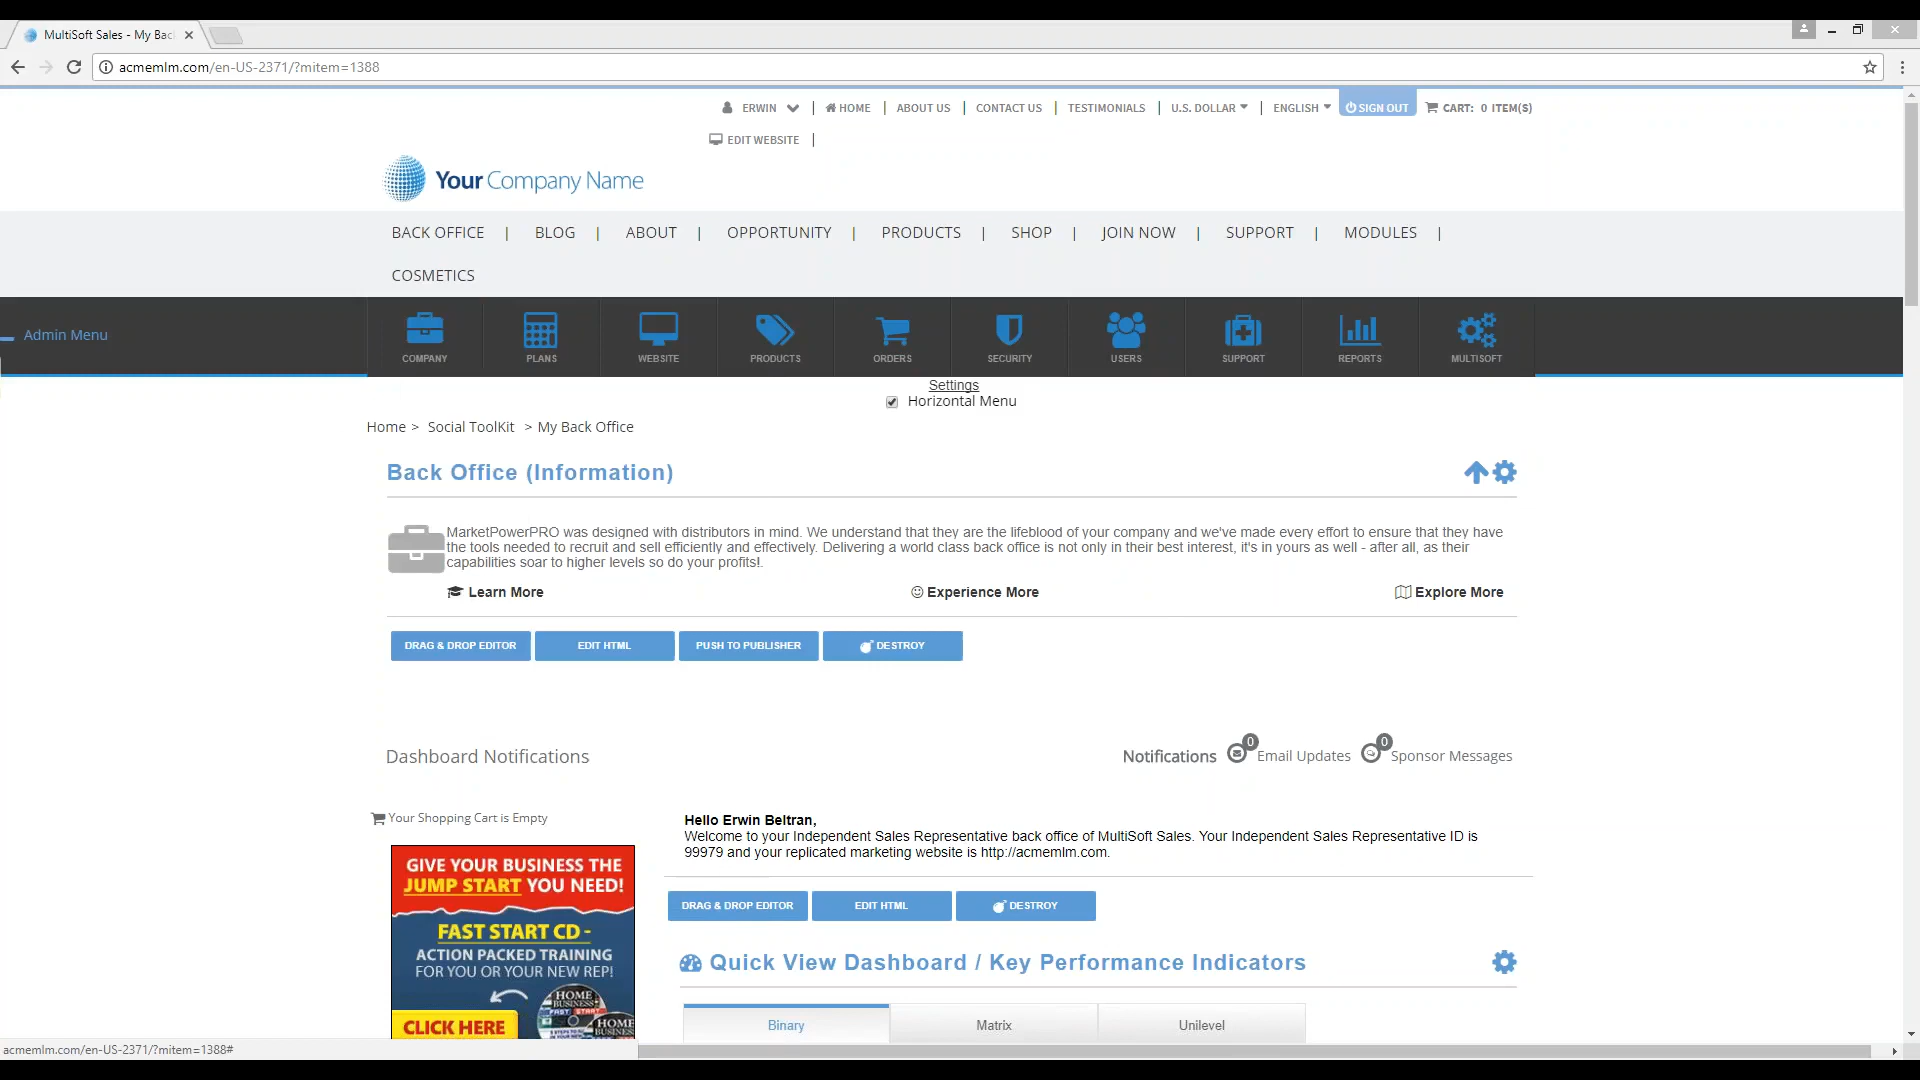 MultiSoft Sales - My Bac
acmemlm.com/en-US-2371/?mitem=1388
ERWIN | HOME | ABOUT US | CONTACT US | TESTIMONIALS | U.S. DOLLAR | ENGLISH SIGN OUT CART: 0 ITEM(S)
EDIT WEBSITE |
Your Company Name
BACK OFFICE | BLOG | ABOUT | OPPORTUNITY | PRODUCTS | SHOP | JOIN NOW | SUPPORT | MODULES |
COSMETICS
Admin Menu
COMPANY PLANS WEBSITE PRODUCTS ORDERS SECURITY USERS SUPPORT REPORTS MULTISOFT
Settings
Horizontal Menu
Home > Social ToolKit > My Back Office
Back Office (Information)
MarketPowerPRO was designed with distributors in mind. We understand that they are the lifeblood of your company and we've made every effort to ensure that they have
the tools needed to recruit and sell efficiently and effectively. Delivering a world class back office is not only in their best interest, it's in yours as well - after all, as their
capabilities soar to higher levels so do your profits!.
Learn More Experience More Explore More
DRAG & DROP EDITOR EDIT HTML PUSH TO PUBLISHER DESTROY
Dashboard Notifications
Notifications 0 Email Updates 0 Sponsor Messages
Your Shopping Cart is Empty
Hello Erwin Beltran,
Welcome to your Independent Sales Representative back office of MultiSoft Sales. Your Independent Sales Representative ID is
99979 and your replicated marketing website is http://acmemlm.com.
GIVE YOUR BUSINESS THE
JUMP START YOU NEED!
FAST START CD -
ACTION PACKED TRAINING
FOR YOU OR YOUR NEW REP!
HOME
BUSINESS
FAST START
HOME
BUSINESS
CLICK HERE
DRAG & DROP EDITOR EDIT HTML DESTROY
Quick View Dashboard / Key Performance Indicators
Binary Matrix Unilevel
acmemlm.com/en-US-2371/?mitem=1388#